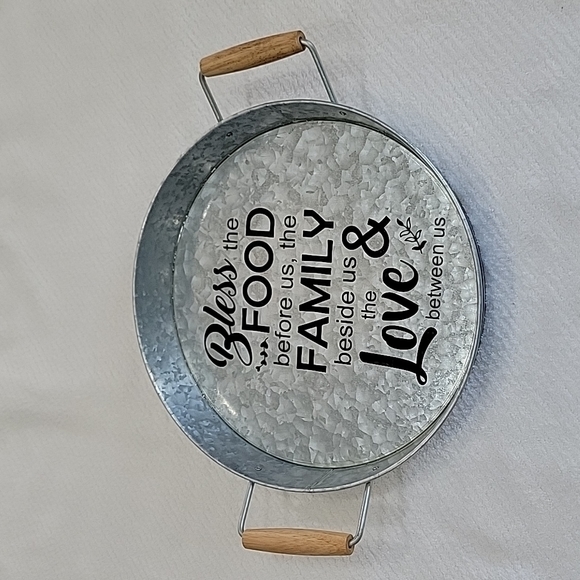 Bless the
FOOD
before us, the
FAMILY
beside us &
the
Love
between us